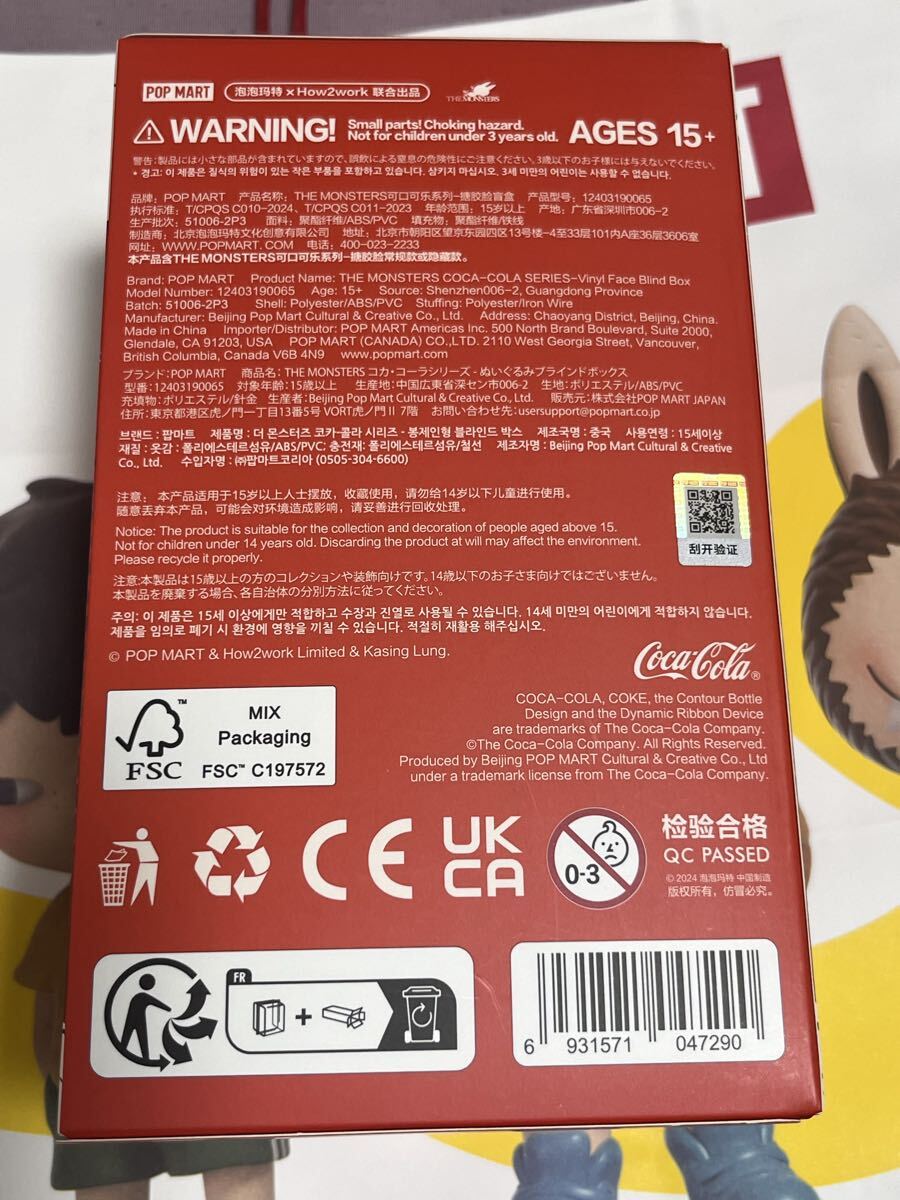 POP MART 泡泡玛特×How2work 联合出品 THE MONSTERS
WARNING! Small parts! Choking hazard. Not for children under 3 years old. AGES 15+
警告:製品には小さな部品が含まれていますので、誤飲による窒息の危険性にご注意ください。3歳以下のお子様には与えないでください。
* 경고: 이 제품은 질식의 위험이 있는 작은 부품을 포함하고 있습니다. 삼키지 마십시오. 3세 미만의 어린이는 사용할 수 없습니다.
品牌：POP MART 产品名称：THE MONSTERS可口可乐系列-搪胶脸盲盒 产品型号：12403190065
执行标准：T/CPQS C010-2024、T/CPQS C011-2023 年龄范围：15岁以上 产地：广东省深圳市006-2
生产批次：51006-2P3 面料：聚酯纤维/ABS/PVC 填充物：聚酯纤维/铁线
制造商：北京泡泡玛特文化创意有限公司 地址：北京市朝阳区望京东园四区13号楼-4至33层101内A座36层3606室
网址：WWW.POPMART.COM 电话：400-023-2233
本产品含THE MONSTERS可口可乐系列-搪胶脸常规款或隐藏款。
Brand: POP MART Product Name: THE MONSTERS COCA-COLA SERIES-Vinyl Face Blind Box
Model Number: 12403190065 Age: 15+ Source: Shenzhen006-2, Guangdong Province
Batch: 51006-2P3 Shell: Polyester/ABS/PVC Stuffing: Polyester/Iron Wire
Manufacturer: Beijing Pop Mart Cultural & Creative Co., Ltd. Address: Chaoyang District, Beijing, China.
Made in China Importer/Distributor: POP MART Americas Inc. 500 North Brand Boulevard, Suite 2000,
Glendale, CA 91203, USA POP MART (CANADA) CO.,LTD. 2110 West Georgia Street, Vancouver,
British Columbia, Canada V6B 4N9 www.popmart.com
ブランド：POP MART 商品名：THE MONSTERS コカ・コーラシリーズ - ぬいぐるみブラインドボックス
型番：12403190065 対象年齢：15歳以上 生産地：中国広東省深セン市006-2 生地：ポリエステル/ABS/PVC
充填物：ポリエステル/針金 生産者：Beijing Pop Mart Cultural & Creative Co., Ltd. 販売元：株式会社POP MART JAPAN
住所：東京都港区虎ノ門一丁目13番5号 VORT虎ノ門Ⅱ 7階 お問い合わせ先：usersupport@popmart.co.jp
브랜드 : 팝마트 제품명 : 더 몬스터즈 코카-콜라 시리즈 - 봉제인형 블라인드 박스 제조국명 : 중국 사용연령 : 15세이상
재질 : 옷감 : 폴리에스테르섬유/ABS/PVC; 충전재: 폴리에스테르섬유/철선 제조자명 : Beijing Pop Mart Cultural & Creative
Co., Ltd. 수입자명 : ㈜팝마트코리아 (0505-304-6600)
注意：本产品适用于15岁以上人士摆放，收藏使用，请勿给14岁以下儿童进行使用。
随意丢弃本产品，可能会对环境造成影响，请妥善进行回收处理。
刮开验证
Notice: The product is suitable for the collection and decoration of people aged above 15.
Not for children under 14 years old. Discarding the product at will may affect the environment.
Please recycle it properly.
注意:本製品は15歳以上の方のコレクションや装飾向けです。14歳以下のお子さま向けではございません。
本製品を廃棄する場合、各自治体の分別方法に従ってください。
주의: 이 제품은 15세 이상에게만 적합하고 수장과 진열로 사용될 수 있습니다. 14세 미만의 어린이에게 적합하지 않습니다.
제품을 임의로 폐기 시 환경에 영향을 끼칠 수 있습니다. 적절히 재활용 해주십시오.
© POP MART & How2work Limited & Kasing Lung.
Coca-Cola®
COCA-COLA, COKE, the Contour Bottle
Design and the Dynamic Ribbon Device
are trademarks of The Coca-Cola Company.
©The Coca-Cola Company. All Rights Reserved.
Produced by Beijing POP MART Cultural & Creative Co., Ltd
under a trademark license from The Coca-Cola Company.
FSC™
MIX
Packaging
FSC™ C197572
CE
UK
CA
0-3
检验合格
QC PASSED
© 2024 泡泡玛特 中国制造
版权所有，仿冒必究。
FR
+
6 931571 047290